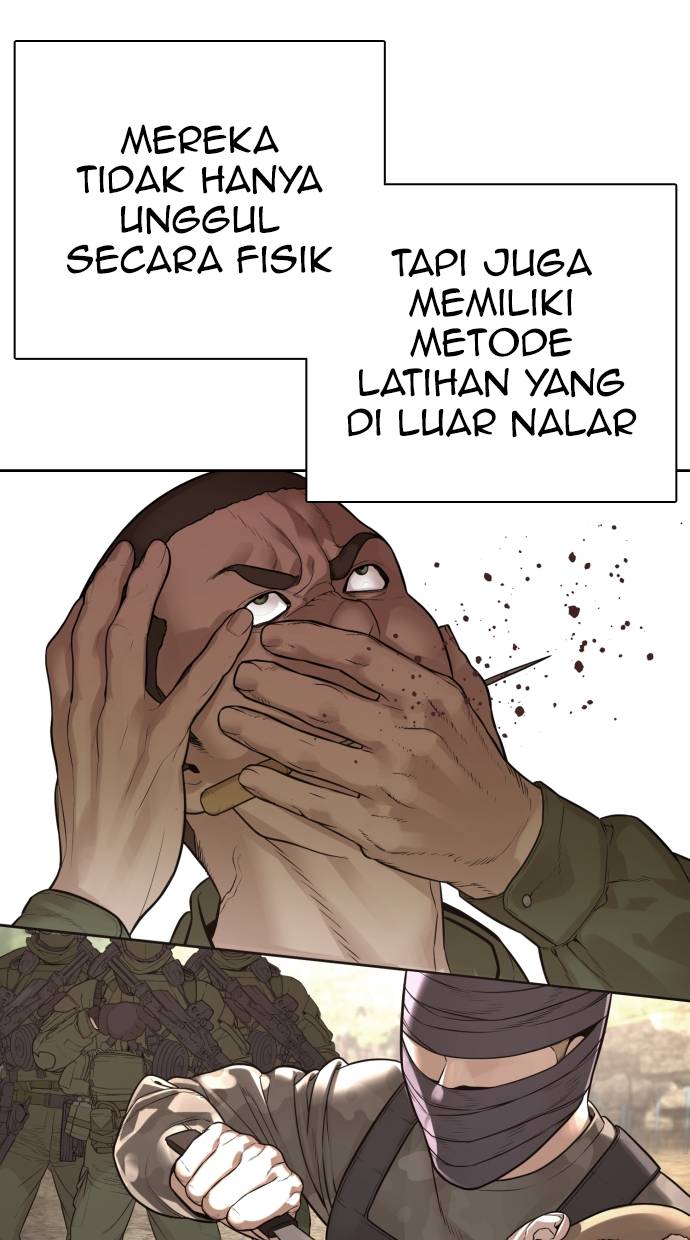 MEREKA
TIDAK HANYA
UNGGUL
SECARA FISIK
TAPI JUGA
MEMILIKI
METODE
LATIHAN YANG
DI LUAR NALAR